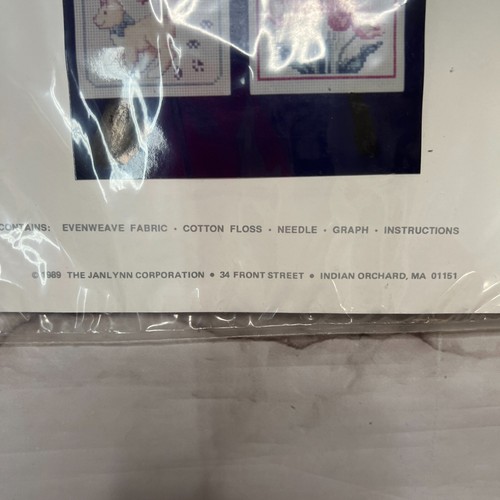 CONTAINS: EVENWEAVE FABRIC · COTTON FLOSS · NEEDLE · GRAPH · INSTRUCTIONS
© 1989 THE JANLYNN CORPORATION ● 34 FRONT STREET ● INDIAN ORCHARD, MA 01151